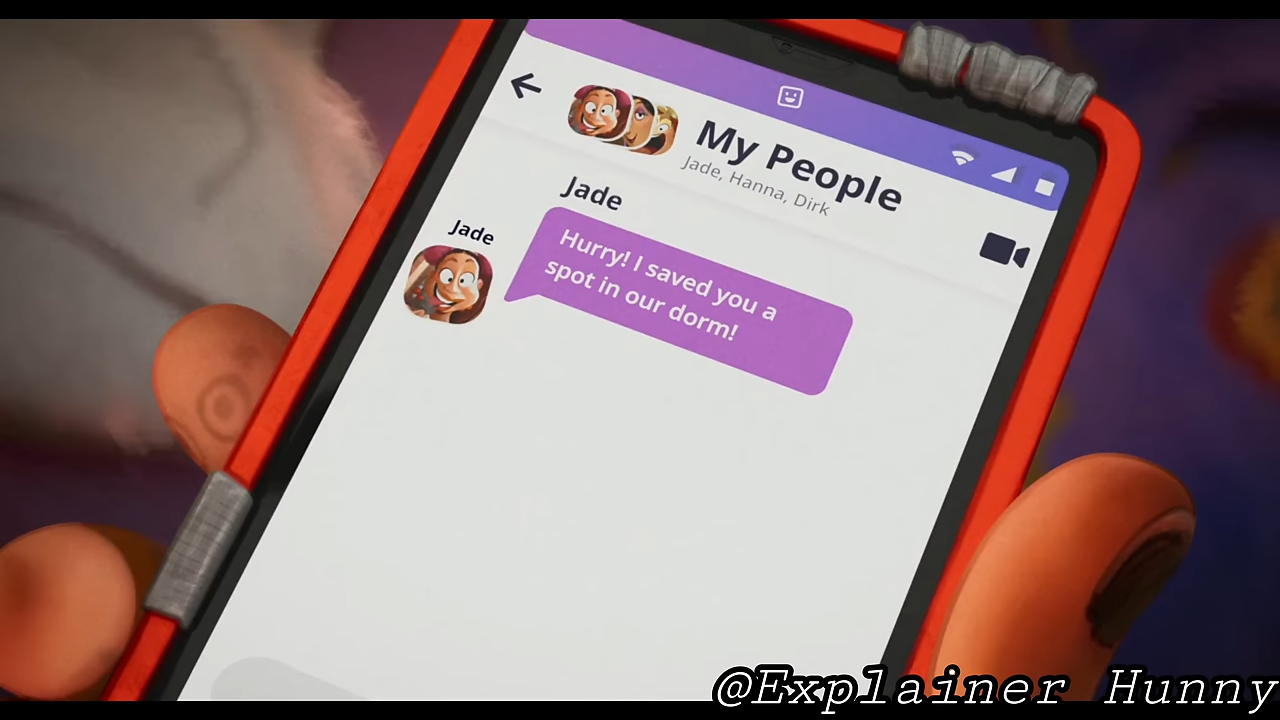 My People
Jade, Hanna, Dirk
Jade
Jade
Hurry! I saved you a
spot in our dorm!
@Explainer Hunny